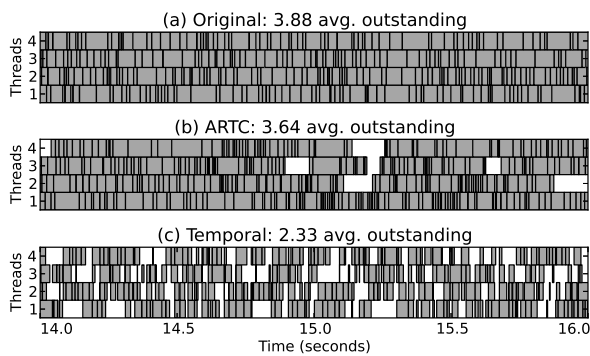 (a) Original: 3.88 avg. outstanding
Threads
4
3
2
1
(b) ARTC: 3.64 avg. outstanding
Threads
4
3
2
1
(c) Temporal: 2.33 avg. outstanding
Threads
4
3
2
1
14.0 14.5 15.0 15.5 16.0
Time (seconds)